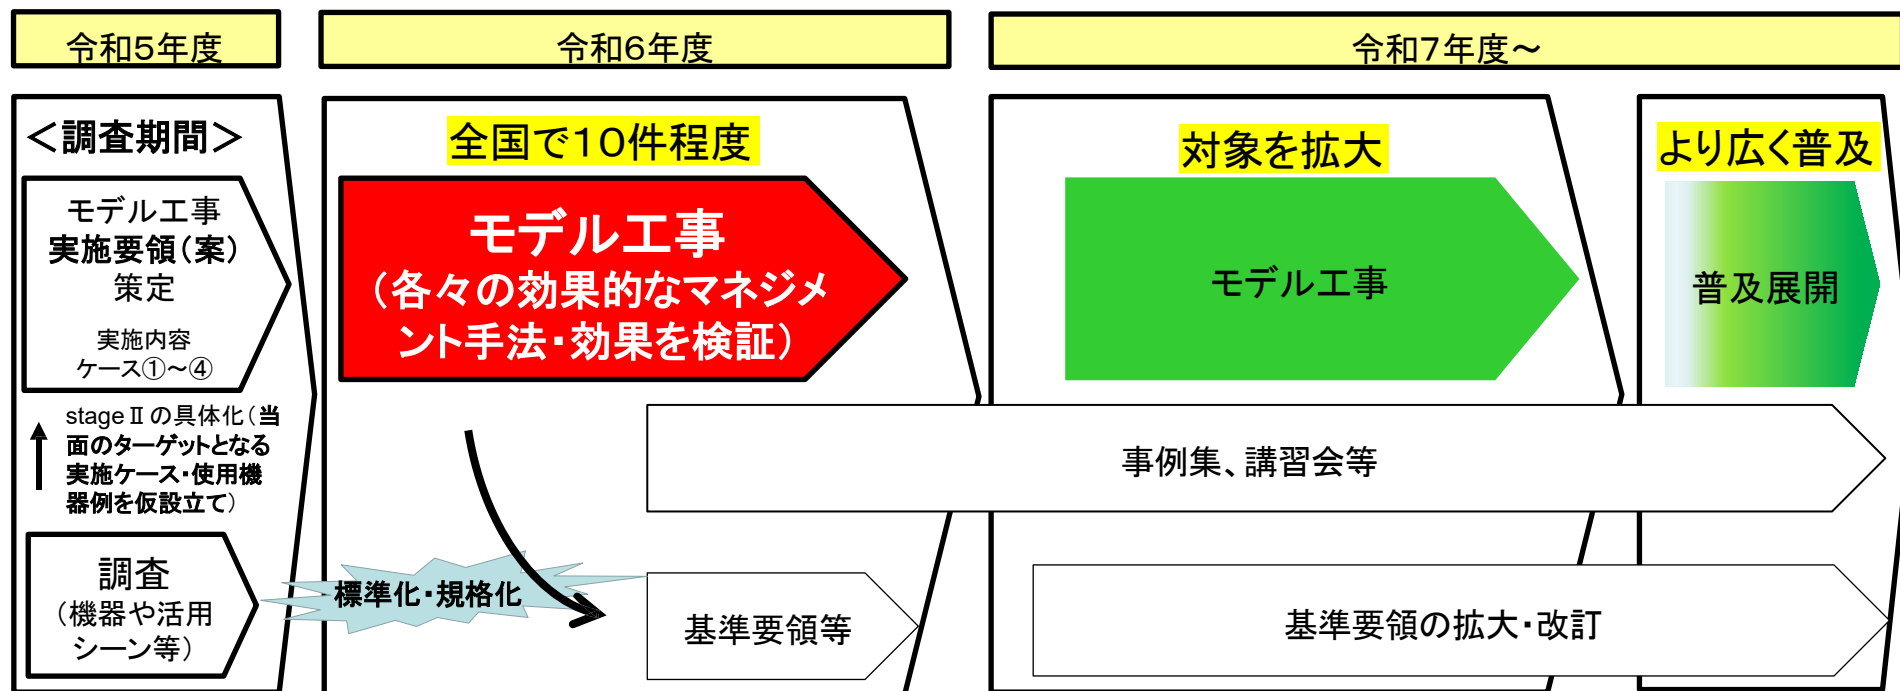 令和5年度
令和6年度
令和7年度～
＜調査期間＞
モデル工事
実施要領（案）
策定
実施内容
ケース①～④
stageⅡの具体化（当
面のターゲットとなる
実施ケース・使用機
器例を仮設立て）
調査
（機器や活用
シーン等）
全国で１０件程度
モデル工事
（各々の効果的なマネジメ
ント手法・効果を検証）
標準化・規格化
基準要領等
対象を拡大
モデル工事
より広く普及
普及展開
事例集、講習会等
基準要領の拡大・改訂